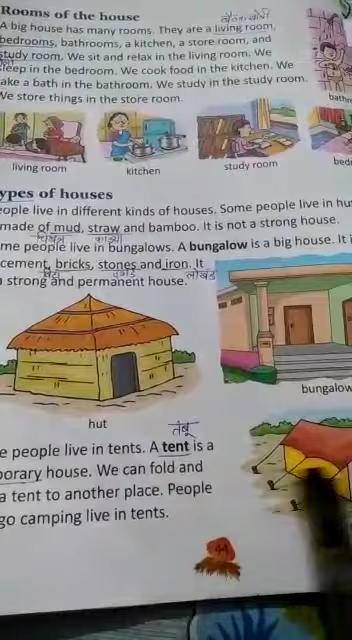 Rooms of the house
A big house has many rooms. They are a living room,
bedrooms, bathrooms, a kitchen, a store room, and
study room. We sit and relax in the living room. We
sleep in the bedroom. We cook food in the kitchen. We
ake a bath in the bathroom. We study in the study room.
We store things in the store room.
bathr
living room
kitchen
study room
bed
ypes of houses
eople live in different kinds of houses. Some people live in hu
made of mud, straw and bamboo. It is not a strong house.
चिखल
me people live in bungalows. A bungalow is a big house. It i
cement, bricks, stones and iron. It
लोखंड
strong and permanent house.
hut
bungalow
तंबू
e people live in tents. A tent is a
porary house. We can fold and
a tent to another place. People
go camping live in tents.
44